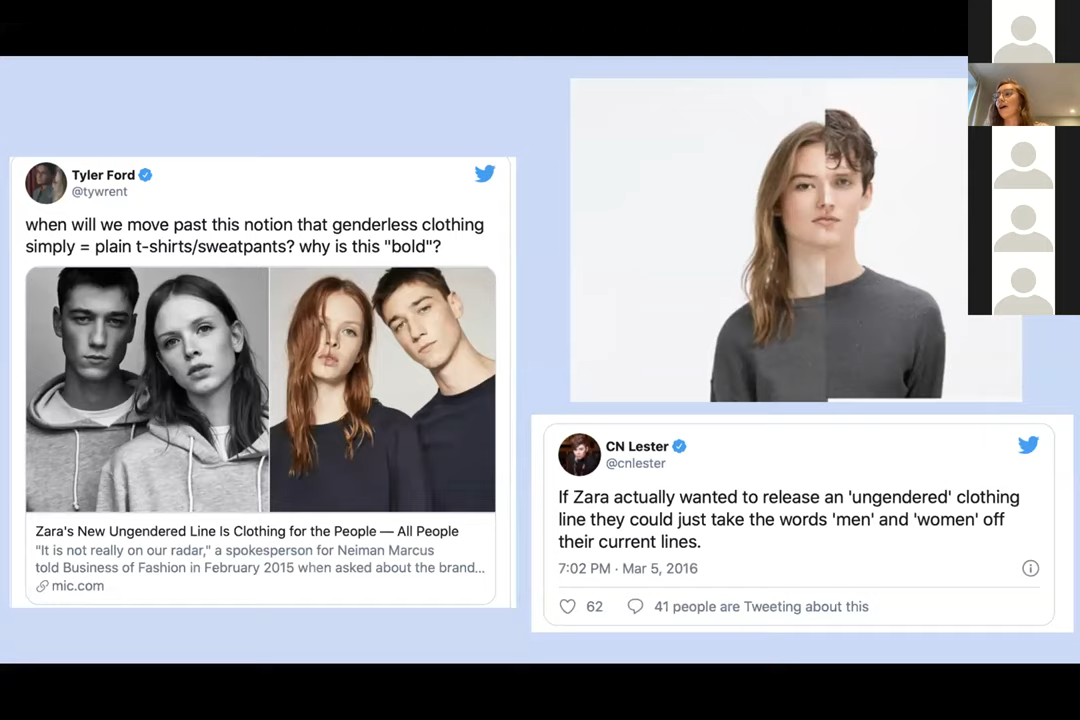 Tyler Ford
@tywrent
when will we move past this notion that genderless clothing
simply = plain t-shirts/sweatpants? why is this "bold"?
Zara's New Ungendered Line Is Clothing for the People — All People
"It is not really on our radar," a spokesperson for Neiman Marcus
told Business of Fashion in February 2015 when asked about the brand...
mic.com
CN Lester
@cnlester
If Zara actually wanted to release an 'ungendered' clothing
line they could just take the words 'men' and 'women' off
their current lines.
7:02 PM · Mar 5, 2016
62 41 people are Tweeting about this